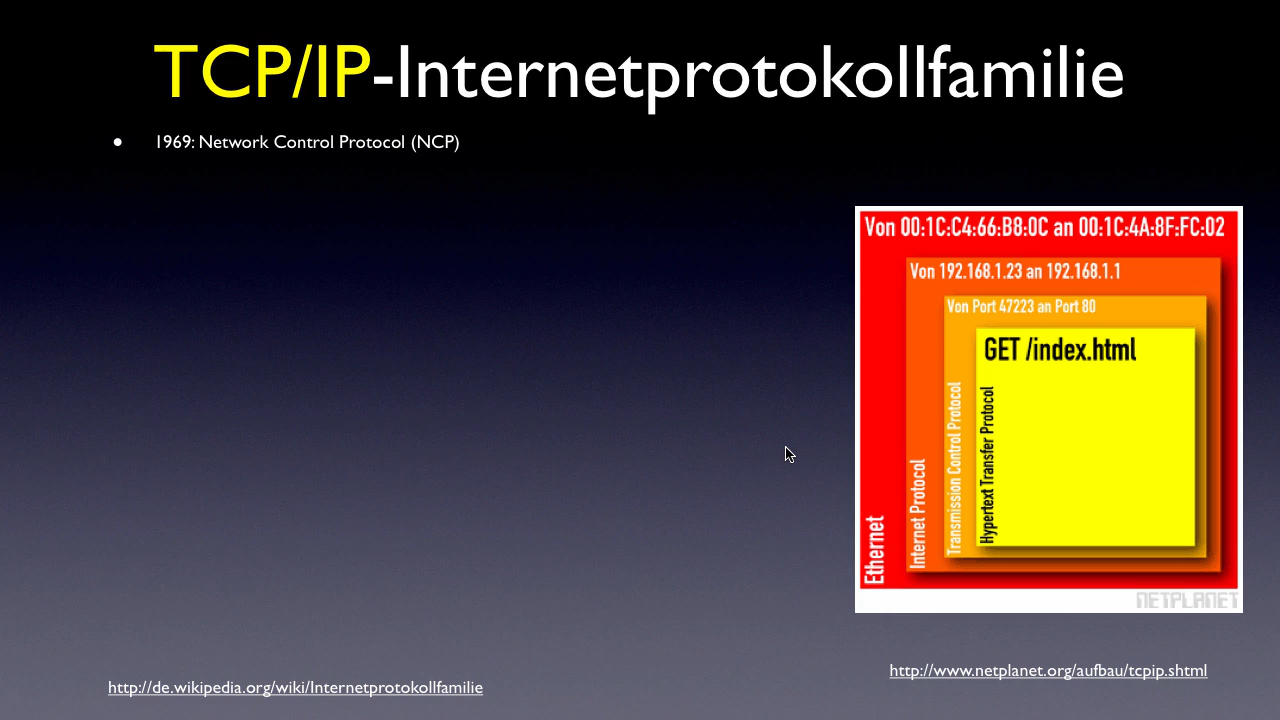 TCP/IP-Internetprotokollfamilie
• 1969: Network Control Protocol (NCP)
Von 00:1C:C4:66:B8:0C an 00:1C:4A:8F:FC:02
Von 192.168.1.23 an 192.168.1.1
Von Port 47223 an Port 80
GET /index.html
Ethernet
Internet Protocol
Transmission Control Protocol
Hypertext Transfer Protocol
NETPLANET
http://www.netplanet.org/aufbau/tcpip.shtml
http://de.wikipedia.org/wiki/Internetprotokollfamilie